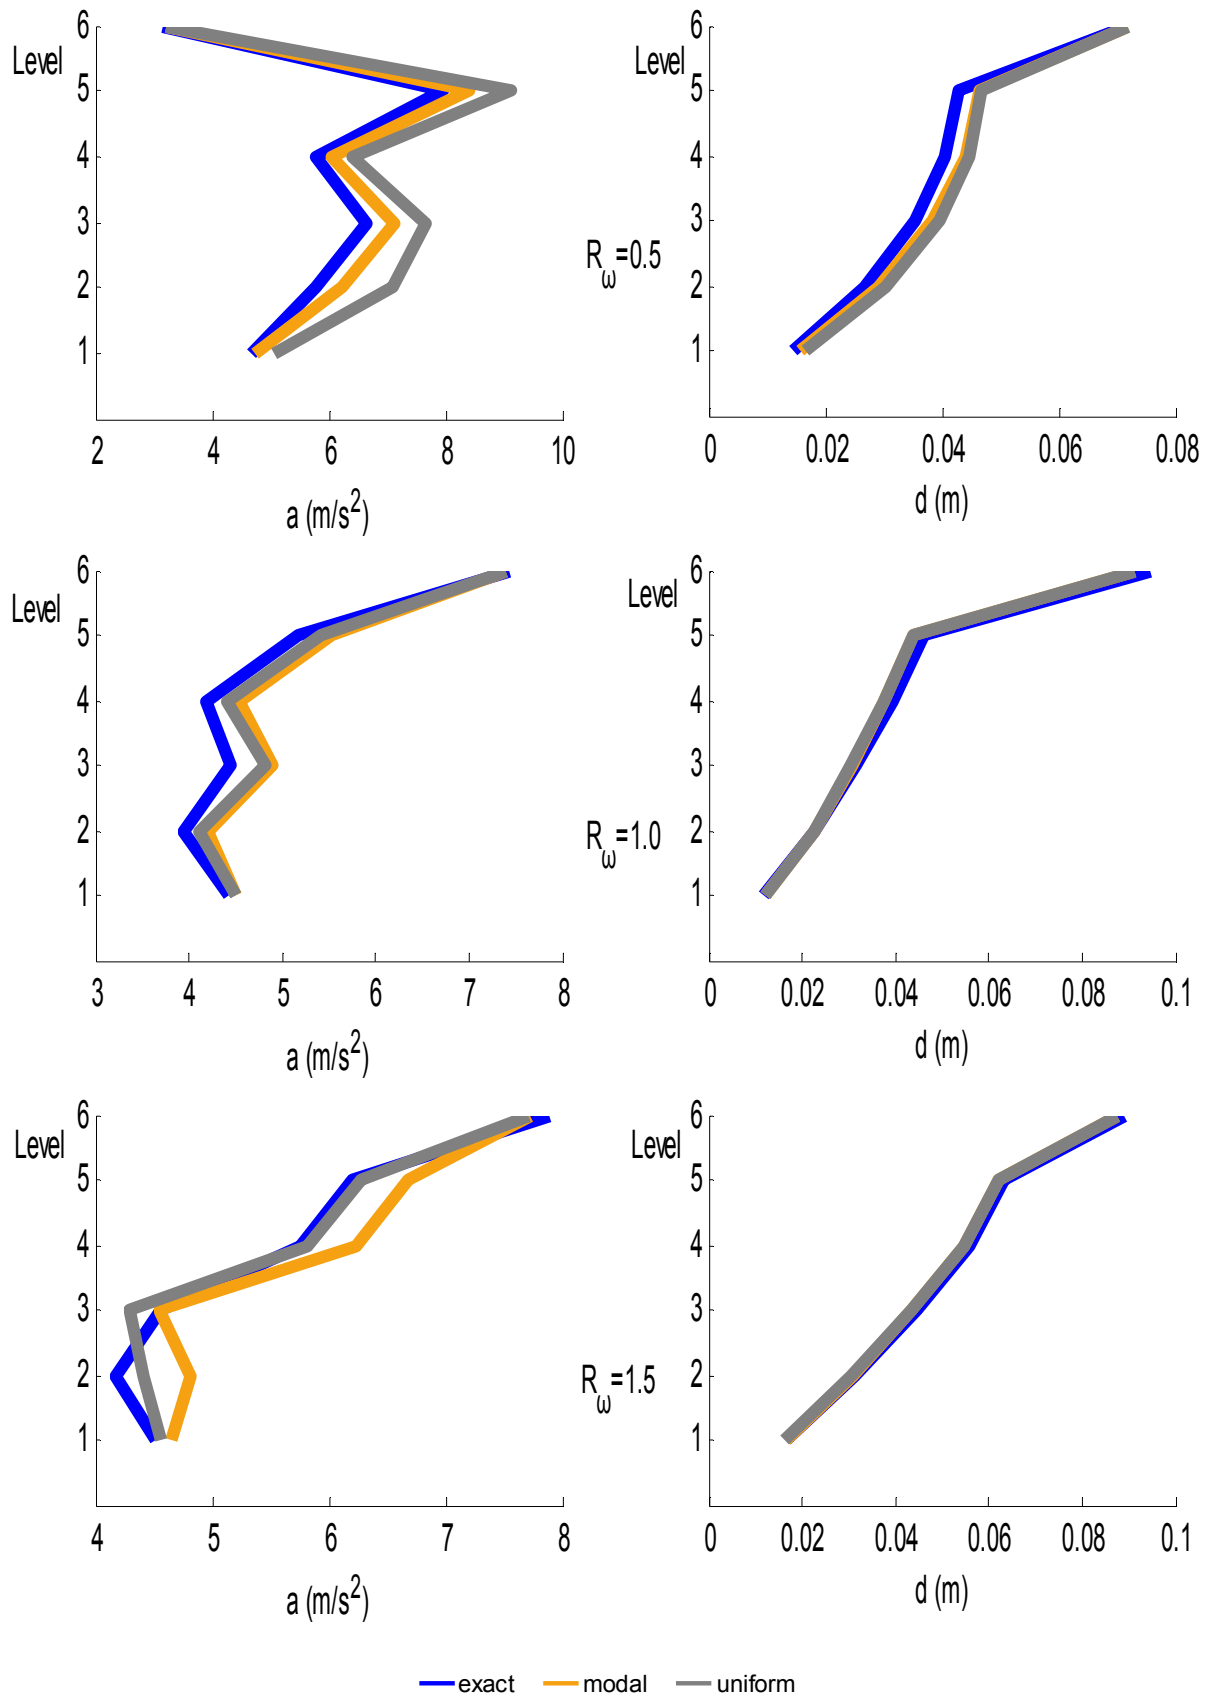 6 6
Level Level
5 5
4 4
3 3
R_ω=0.5
2 2
1 1
2 4 6 8 10 0 0.02 0.04 0.06 0.08
a (m/s²) d (m)
6 6
Level Level
5 5
4 4
3 3
2 R_ω=1.0 2
1 1
3 4 5 6 7 8 0 0.02 0.04 0.06 0.08 0.1
a (m/s²) d (m)
6 6
Level Level
5 5
4 4
3 3
2 R_ω=1.5 2
1 1
4 5 6 7 8 0 0.02 0.04 0.06 0.08 0.1
a (m/s²) d (m)
exact modal uniform